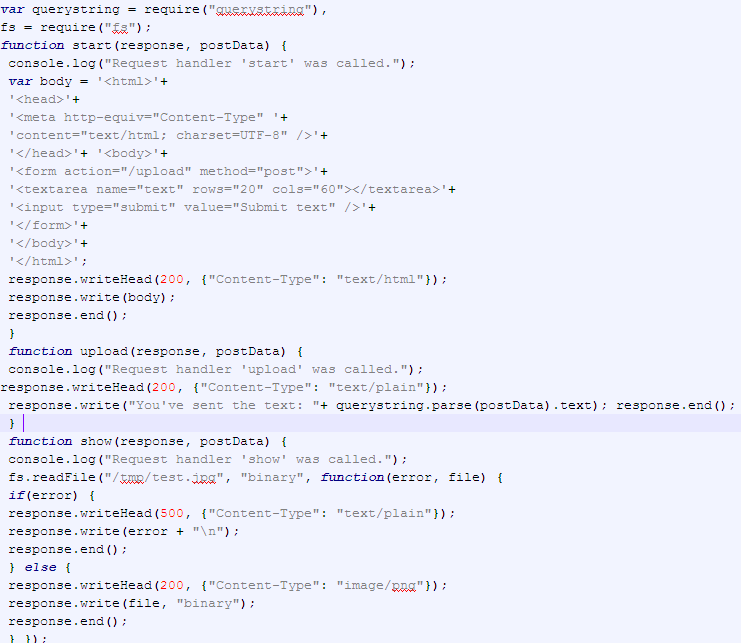 var querystring = require("querystring"),
fs = require("fs");
function start(response, postData) {
console.log("Request handler 'start' was called.");
var body = '<html>'+
'<head>'+
'<meta http-equiv="Content-Type" '+
'content="text/html; charset=UTF-8" />'+
'</head>'+ '<body>'+
'<form action="/upload" method="post">'+
'<textarea name="text" rows="20" cols="60"></textarea>'+
'<input type="submit" value="Submit text" />'+
'</form>'+
'</body>'+
'</html>';
response.writeHead(200, {"Content-Type": "text/html"});
response.write(body);
response.end();
}
function upload(response, postData) {
console.log("Request handler 'upload' was called.");
response.writeHead(200, {"Content-Type": "text/plain"});
response.write("You've sent the text: "+ querystring.parse(postData).text); response.end();
}
function show(response, postData) {
console.log("Request handler 'show' was called.");
fs.readFile("/tmp/test.jpg", "binary", function(error, file) {
if(error) {
response.writeHead(500, {"Content-Type": "text/plain"});
response.write(error + "\n");
response.end();
} else {
response.writeHead(200, {"Content-Type": "image/png"});
response.write(file, "binary");
response.end();
} });